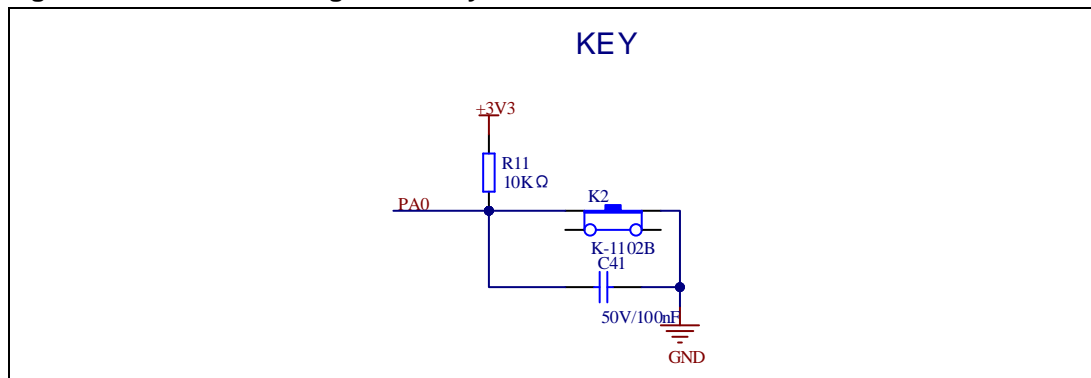 KEY
+3V3
R11
10KΩ
PA0
K2
K-1102B
C41
50V/100nF
GND